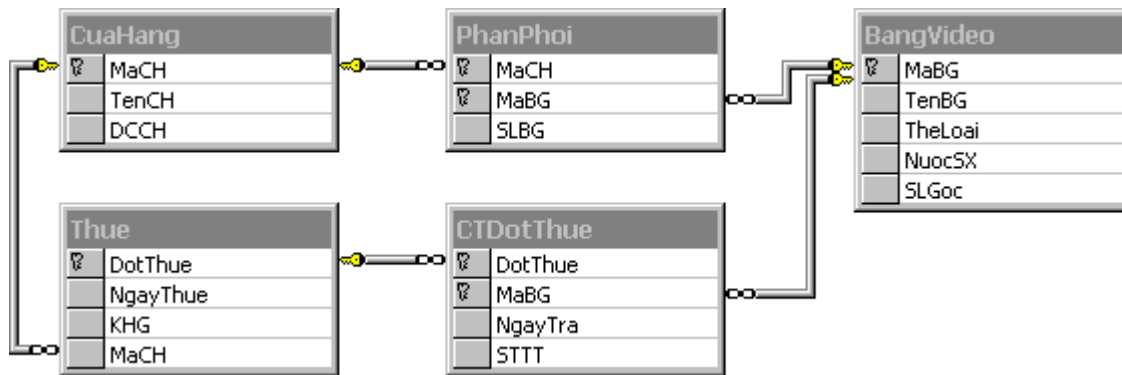 CuaHang
MaCH
TenCH
DCCH
PhanPhoi
MaCH
MaBG
SLBG
BangVideo
MaBG
TenBG
TheLoai
NuocSX
SLGoc
Thue
DotThue
NgayThue
KHG
MaCH
CTDotThue
DotThue
MaBG
NgayTra
STTT